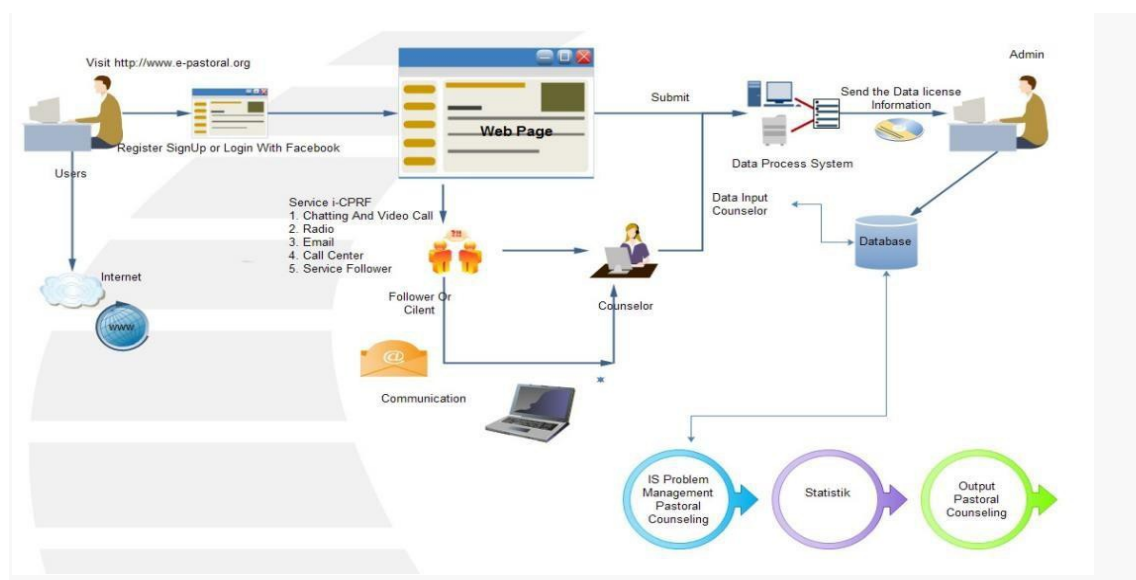 Visit http://www.e-pastoral.org
Users
Register SignUp or Login With Facebook
Internet
www
Web Page
Service i-CPRF
1. Chatting And Video Call
2. Radio
3. Email
4. Call Center
5. Service Follower
???
Follower Or
Cilent
Counselor
@
Communication
*
Submit
Data Process System
Send the Data license
Information
Admin
Data Input
Counselor
Database
IS Problem
Management
Pastoral
Counseling
Statistik
Output
Pastoral
Counseling